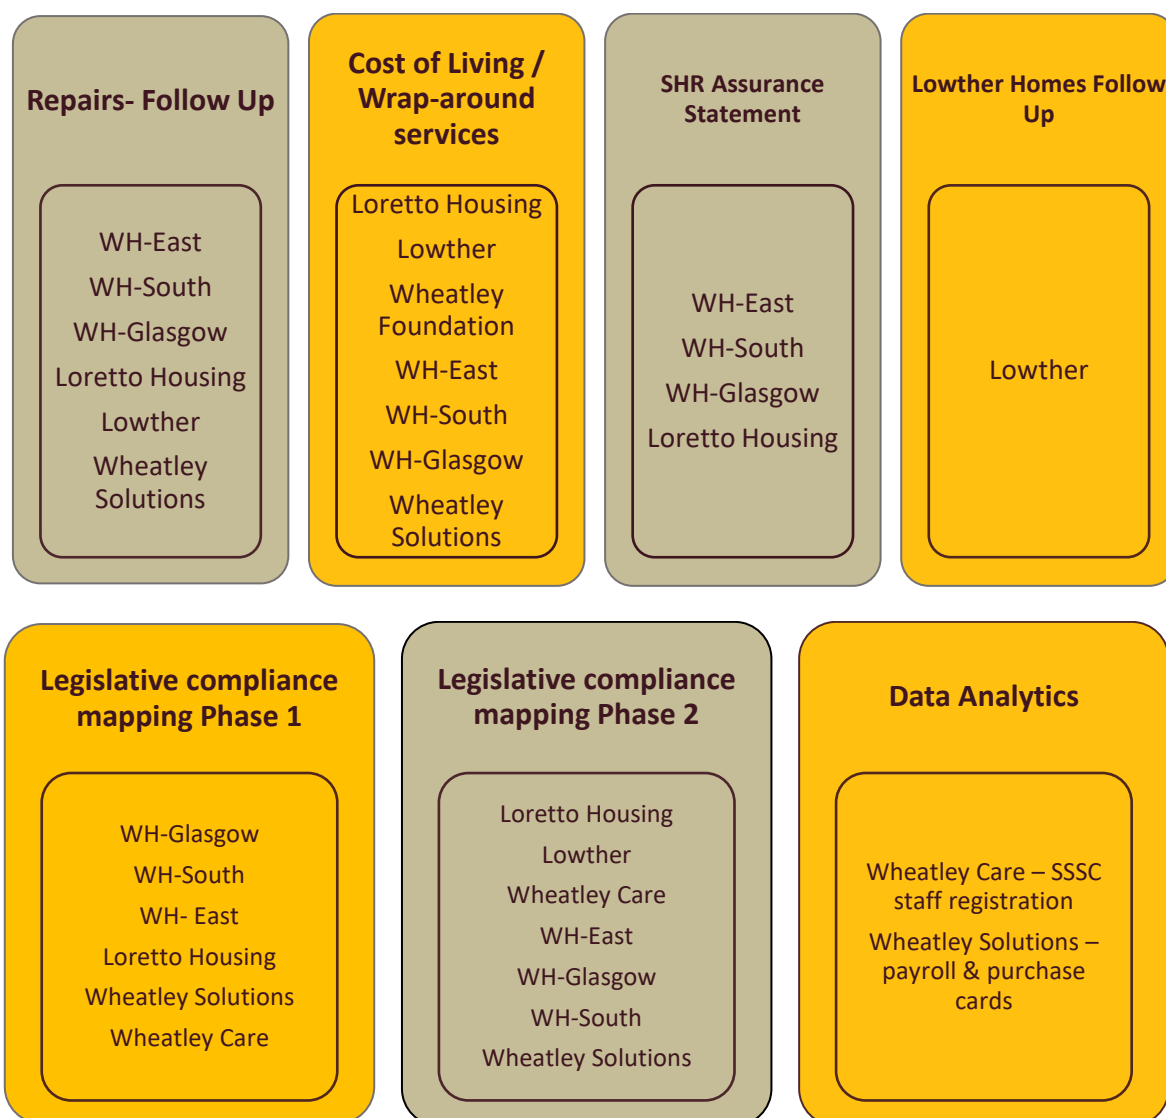 Repairs- Follow Up
WH-East
WH-South
WH-Glasgow
Loretto Housing
Lowther
Wheatley
Solutions
Cost of Living /
Wrap-around
services
Loretto Housing
Lowther
Wheatley
Foundation
WH-East
WH-South
WH-Glasgow
Wheatley
Solutions
SHR Assurance
Statement
WH-East
WH-South
WH-Glasgow
Loretto Housing
Lowther Homes Follow
Up
Lowther
Legislative compliance
mapping Phase 1
WH-Glasgow
WH-South
WH- East
Loretto Housing
Wheatley Solutions
Wheatley Care
Legislative compliance
mapping Phase 2
Loretto Housing
Lowther
Wheatley Care
WH-East
WH-Glasgow
WH-South
Wheatley Solutions
Data Analytics
Wheatley Care – SSSC
staff registration
Wheatley Solutions –
payroll & purchase
cards